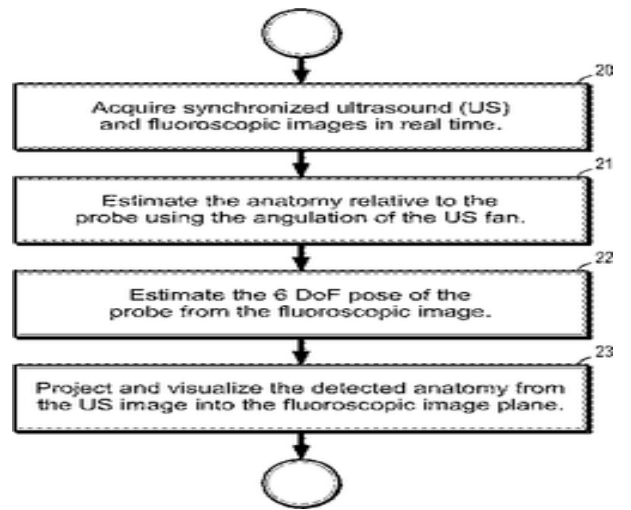 20
Acquire synchronized ultrasound (US)
and fluoroscopic images in real time.
21
Estimate the anatomy relative to the
probe using the angulation of the US fan.
22
Estimate the 6 DoF pose of the
probe from the fluoroscopic image.
23
Project and visualize the detected anatomy from
the US image into the fluoroscopic image plane.